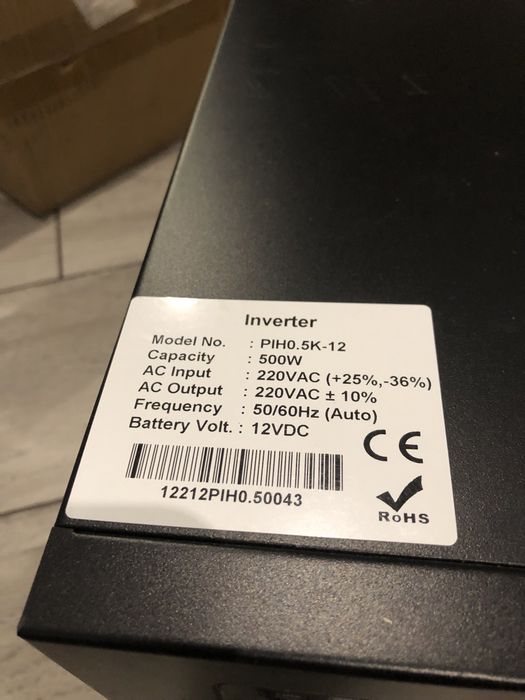 Inverter
Model No. : PIH0.5K-12
Capacity : 500W
AC Input : 220VAC (+25%,-36%)
AC Output : 220VAC ± 10%
Frequency : 50/60Hz (Auto)
Battery Volt. : 12VDC
CE
12212PIH0.50043
RoHS